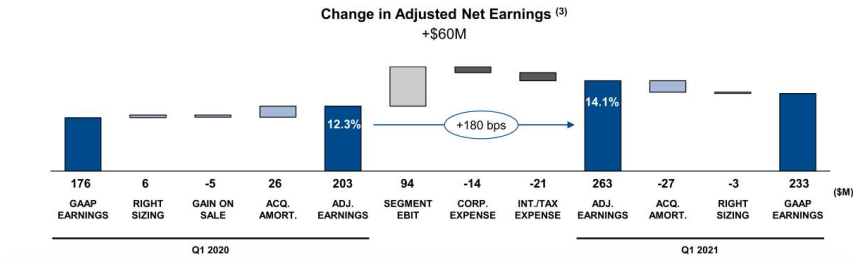 Change in Adjusted Net Earnings (3)
+$60M
12.3%
+180 bps
14.1%
176 6 -5 26 203 94 -14 -21 263 -27 -3 233 ($M)
GAAP RIGHT GAIN ON ACQ. ADJ. SEGMENT CORP. INT./TAX ADJ. ACQ. RIGHT GAAP
EARNINGS SIZING SALE AMORT. EARNINGS EBIT EXPENSE EXPENSE EARNINGS AMORT. SIZING EARNINGS
Q1 2020 Q1 2021